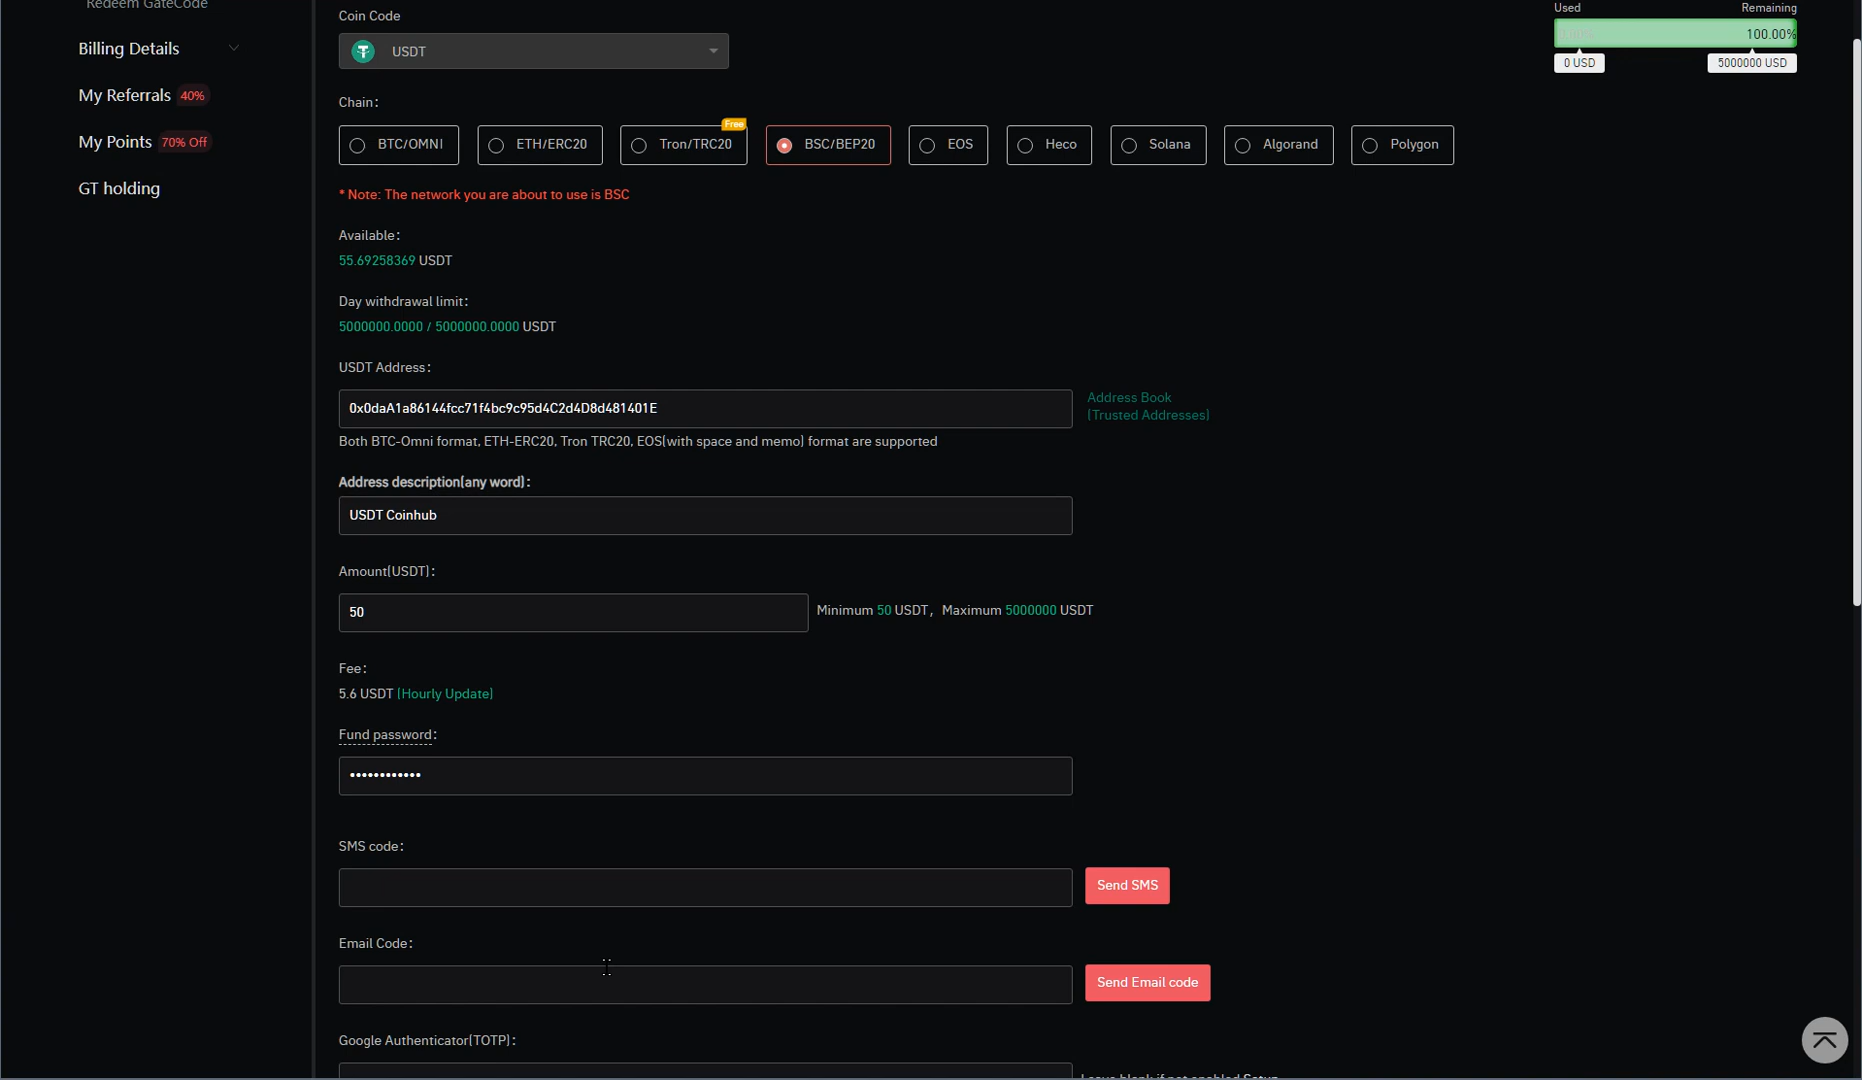 Redeem GateCode
Billing Details
My Referrals 40%
My Points 70% Off
GT holding
Coin Code
USDT
Used Remaining
100.00%
0 USD 5000000 USD
Chain:
BTC/OMNI ETH/ERC20 Tron/TRC20 Free BSC/BEP20 EOS Heco Solana Algorand Polygon
* Note: The network you are about to use is BSC
Available:
55.69258369 USDT
Day withdrawal limit:
5000000.0000 / 5000000.0000 USDT
USDT Address:
0x0daA1a86144fcc71f4bc9c95d4C2d4D8d481401E
Address Book
(Trusted Addresses)
Both BTC-Omni format, ETH-ERC20, Tron TRC20, EOS(with space and memo) format are supported
Address description(any word):
USDT Coinhub
Amount(USDT):
50
Minimum 50 USDT, Maximum 5000000 USDT
Fee:
5.6 USDT (Hourly Update)
Fund password:
••••••••••••
SMS code:
Send SMS
Email Code:
Send Email code
Google Authenticator(TOTP):
Leave blank if not enabled Setup